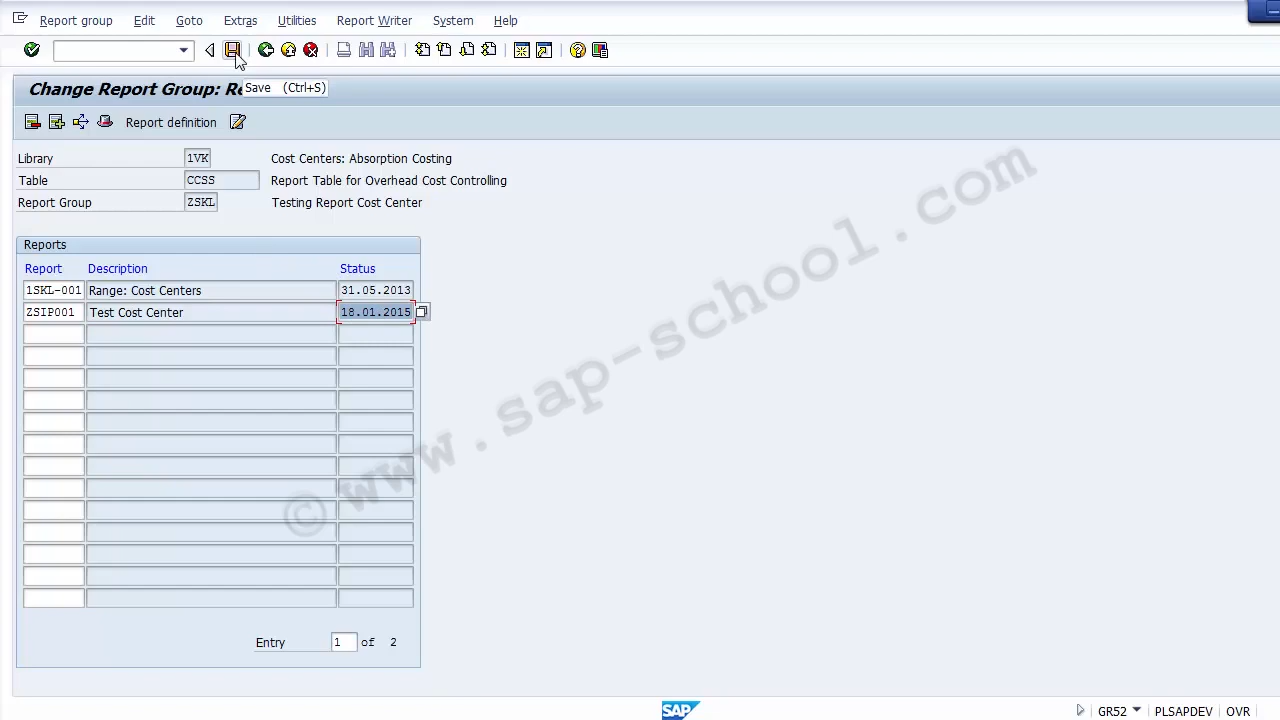 Report group Edit Goto Extras Utilities Report Writer System Help
Save (Ctrl+S)
Change Report Group: Re
Report definition
Library 1VK Cost Centers: Absorption Costing
Table CCSS Report Table for Overhead Cost Controlling
Report Group ZSKL Testing Report Cost Center
Reports
Report Description Status
1SKL-001 Range: Cost Centers 31.05.2013
ZSIP001 Test Cost Center 18.01.2015
© www.sap-school.com
Entry 1 of 2
SAP GR52 PLSAPDEV OVR